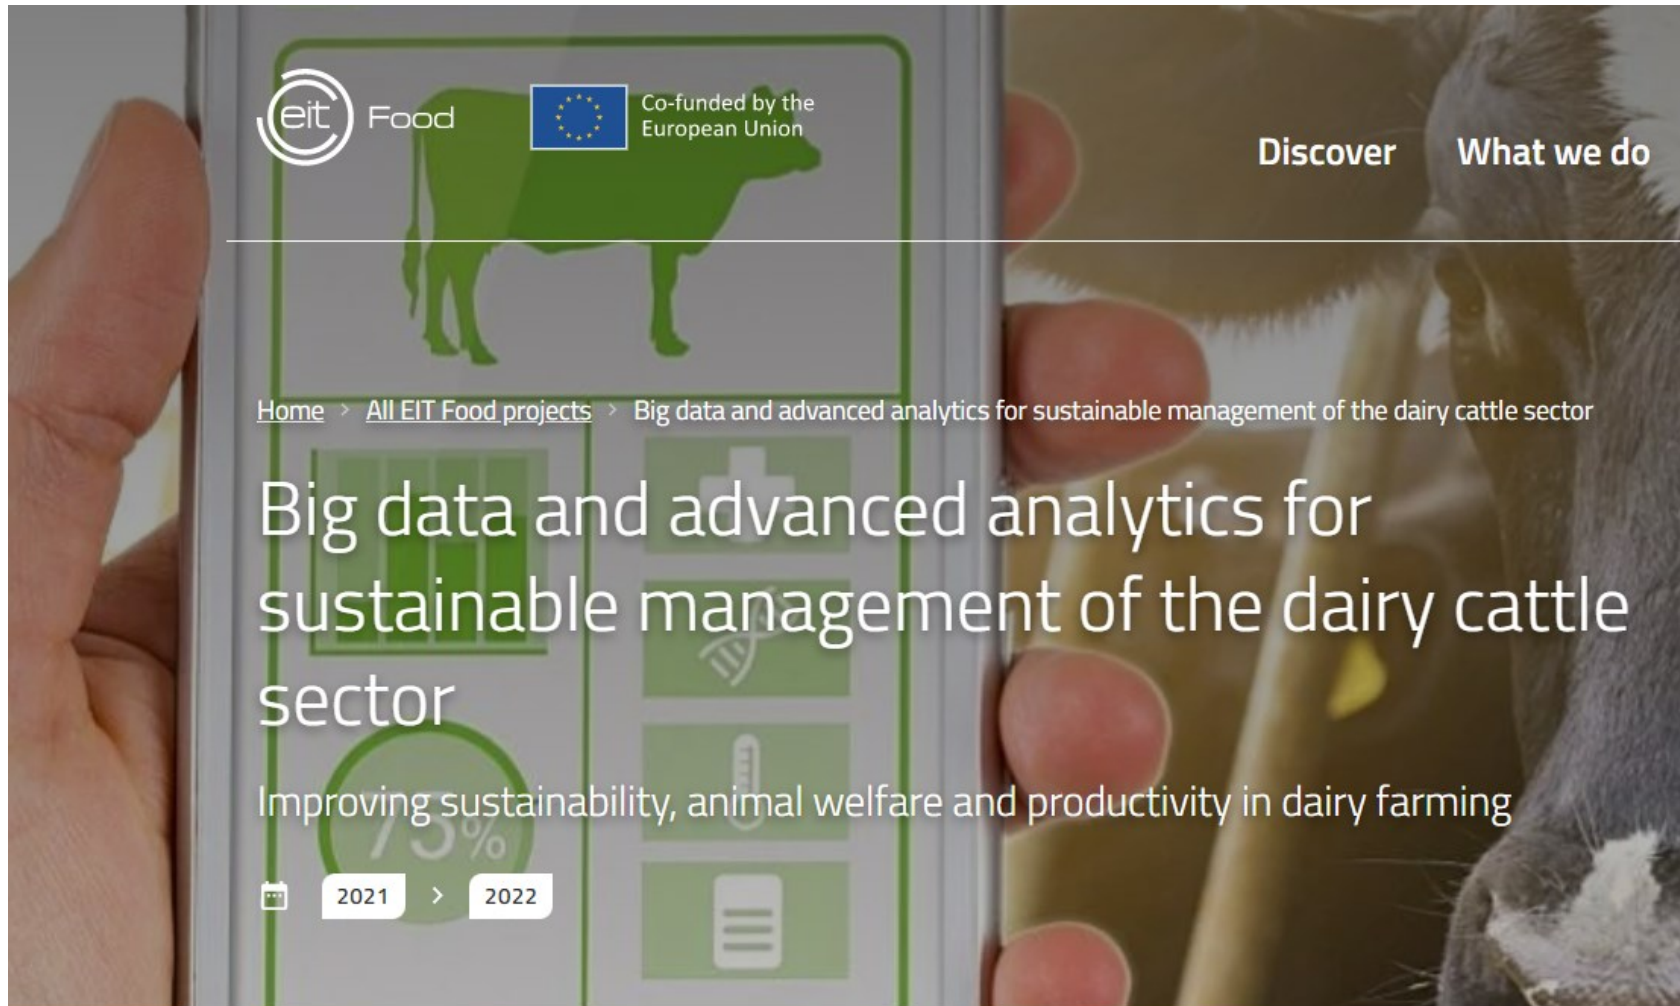 eit Food
Co-funded by the
European Union
Discover What we do
Home > All EIT Food projects > Big data and advanced analytics for sustainable management of the dairy cattle sector
Big data and advanced analytics for
sustainable management of the dairy cattle
sector
Improving sustainability, animal welfare and productivity in dairy farming
75%
2021 > 2022